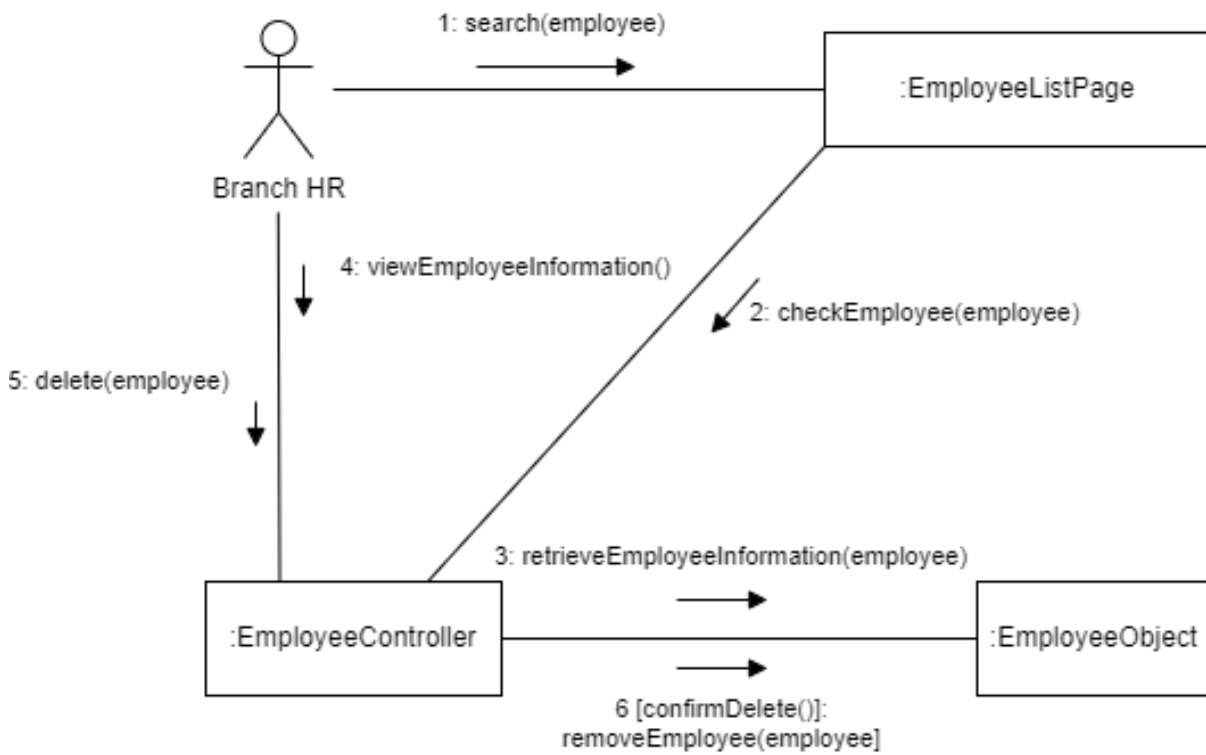 1: search(employee)
:EmployeeListPage
Branch HR
4: viewEmployeeInformation()
2: checkEmployee(employee)
5: delete(employee)
3: retrieveEmployeeInformation(employee)
:EmployeeController
:EmployeeObject
6 [confirmDelete()]:
removeEmployee(employee]